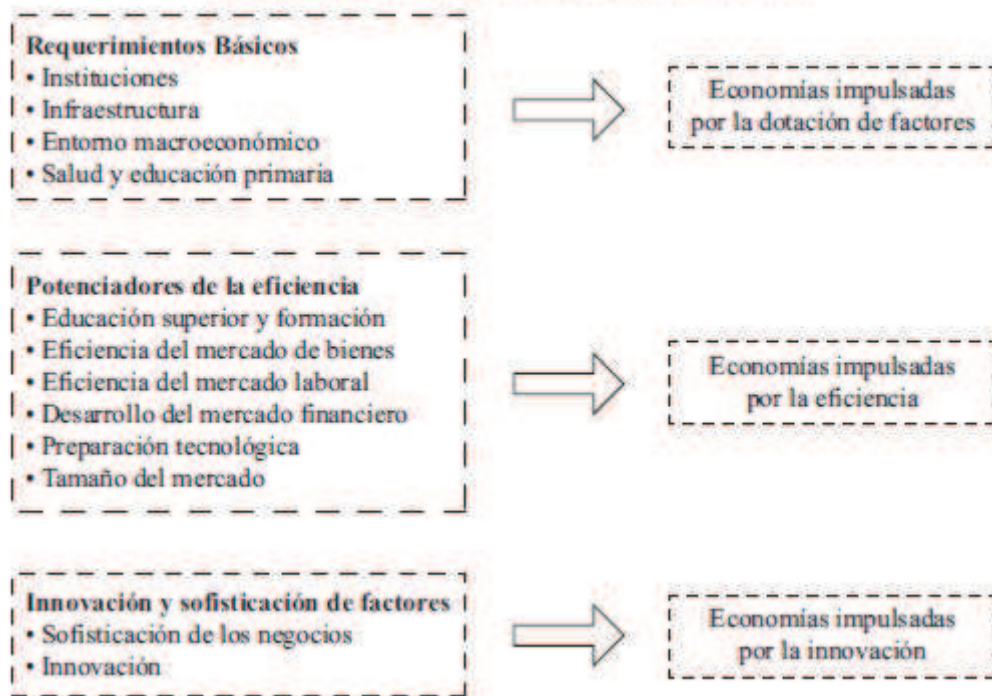 Requerimientos Básicos
• Instituciones
• Infraestructura
• Entorno macroeconómico
• Salud y educación primaria
Economías impulsadas
por la dotación de factores
Potenciadores de la eficiencia
• Educación superior y formación
• Eficiencia del mercado de bienes
• Eficiencia del mercado laboral
• Desarrollo del mercado financiero
• Preparación tecnológica
• Tamaño del mercado
Economías impulsadas
por la eficiencia
Innovación y sofisticación de factores
• Sofisticación de los negocios
• Innovación
Economías impulsadas
por la innovación